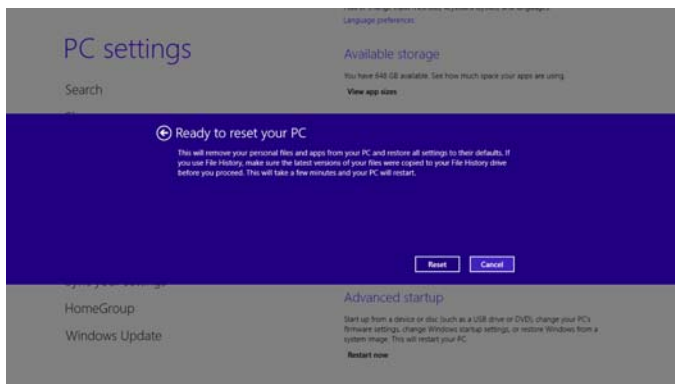 Language preferences
PC settings
Available storage
You have 648 GB available. See how much space your apps are using.
Search
View app sizes
Ready to reset your PC
This will remove your personal files and apps from your PC and restore all settings to their defaults. If
you use File History, make sure the latest versions of your files were copied to your File History drive
before you proceed. This will take a few minutes and your PC will restart.
Reset
Cancel
Advanced startup
HomeGroup
Start up from a device or disc (such as a USB drive or DVD), change your PC's
firmware settings, change Windows startup settings, or restore Windows from a
system image. This will restart your PC.
Windows Update
Restart now